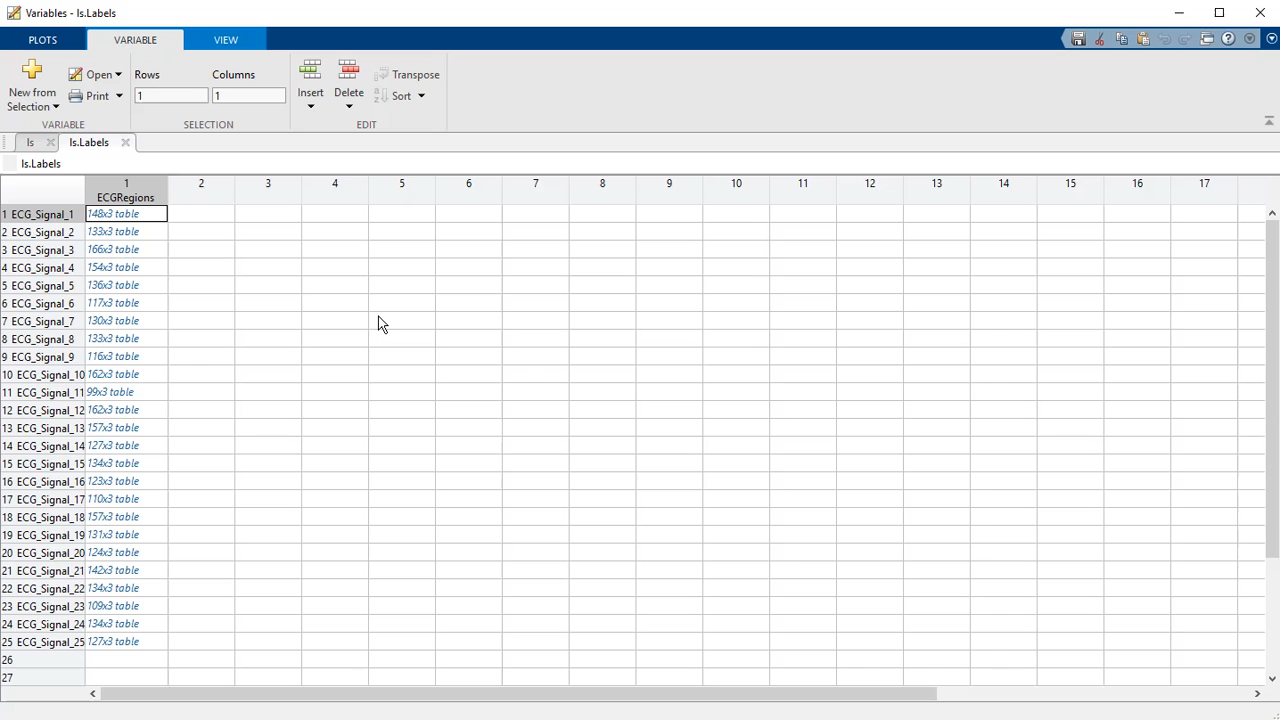 Variables - ls.Labels
PLOTS VARIABLE VIEW
New from Selection
Open
Print
Rows
1
Columns
1
Insert
Delete
Transpose
Sort
VARIABLE SELECTION EDIT
ls ls.Labels
ls.Labels
1 2 3 4 5 6 7 8 9 10 11 12 13 14 15 16 17
ECGRegions
1 ECG_Signal_1 148x3 table
2 ECG_Signal_2 133x3 table
3 ECG_Signal_3 166x3 table
4 ECG_Signal_4 154x3 table
5 ECG_Signal_5 136x3 table
6 ECG_Signal_6 117x3 table
7 ECG_Signal_7 130x3 table
8 ECG_Signal_8 133x3 table
9 ECG_Signal_9 116x3 table
10 ECG_Signal_10 162x3 table
11 ECG_Signal_11 99x3 table
12 ECG_Signal_12 162x3 table
13 ECG_Signal_13 157x3 table
14 ECG_Signal_14 127x3 table
15 ECG_Signal_15 134x3 table
16 ECG_Signal_16 123x3 table
17 ECG_Signal_17 110x3 table
18 ECG_Signal_18 157x3 table
19 ECG_Signal_19 131x3 table
20 ECG_Signal_20 124x3 table
21 ECG_Signal_21 142x3 table
22 ECG_Signal_22 134x3 table
23 ECG_Signal_23 109x3 table
24 ECG_Signal_24 134x3 table
25 ECG_Signal_25 127x3 table
26
27